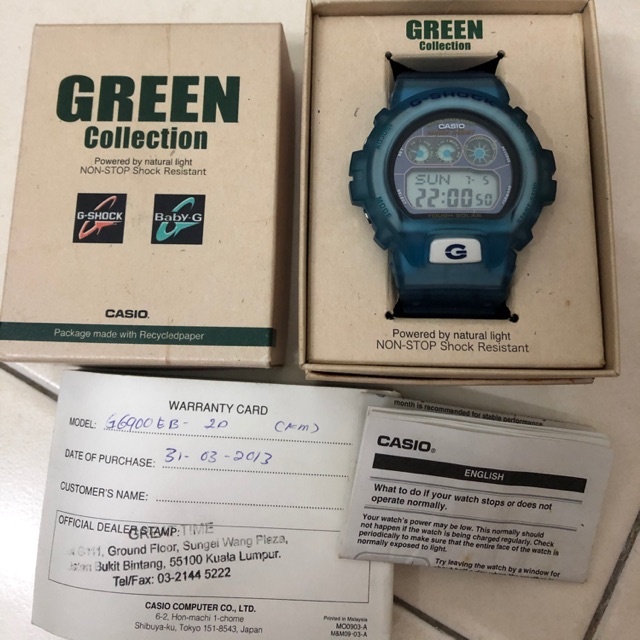 GREEN
Collection
Powered by natural light
NON-STOP Shock Resistant
G-SHOCK
Baby-G
CASIO
Package made with Recycledpaper
GREEN
Collection
G-SHOCK
CASIO
SUN 7-5
22:00 50
TOUGH SOLAR
MODE
G
Powered by natural light
NON-STOP Shock Resistant
WARRANTY CARD
MODEL: G6900EB- 2D
DATE OF PURCHASE: 31-03-2013
CUSTOMER'S NAME:
OFFICIAL DEALER STAMP: TIME
Ground Floor, Sungei Wang Plaza,
Bukit Bintang, 55100 Kuala Lumpur.
Tel/Fax: 03-2144 5222
CASIO COMPUTER CO., LTD.
6-2, Hon-machi 1-chome
Shibuya-ku, Tokyo 151-8543, Japan
Printed in Malaysia
MO0903-A
M&M09-03-A
month is recommended for stable performance
CASIO
ENGLISH
What to do if your watch stops or does not
operate normally.
Your watch's power may be low. This normally should
not happen if the watch is being charged regularly. Check
periodically to make sure that the entire face of the watch is
normally exposed to light.
Try leaving the watch by a window for